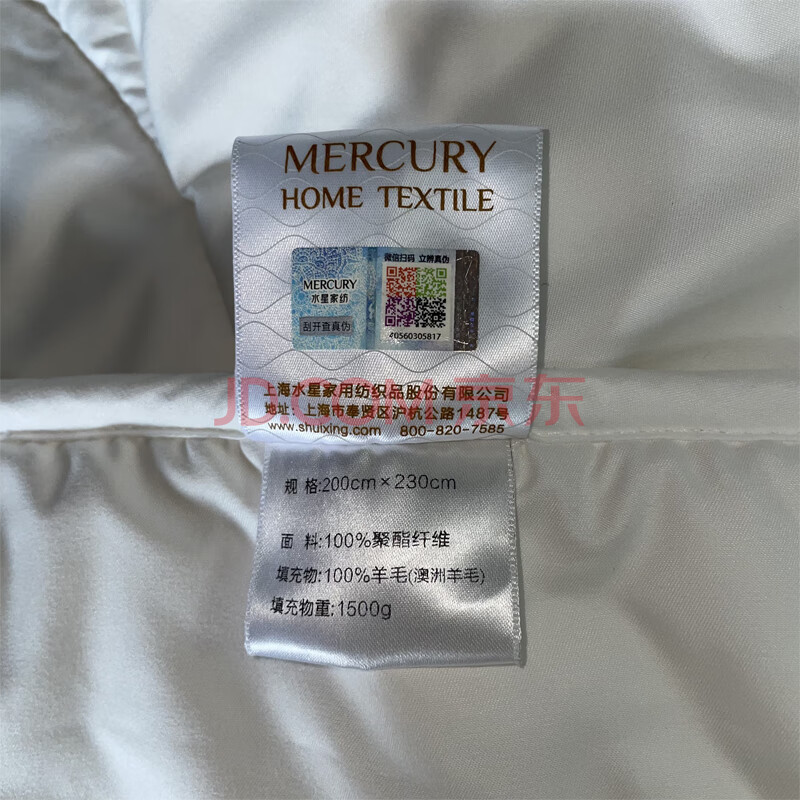 MERCURY
HOME TEXTILE
微信扫码 立辨真伪
MERCURY
水星家纺
刮开查真伪
40560305817
上海水星家用纺织品股份有限公司
JD.COM 京东
地址：上海市奉贤区沪杭公路1487号
www.shuixing.com 800-820-7585
规 格:200cm×230cm
面 料:100%聚酯纤维
填充物:100%羊毛(澳洲羊毛)
填充物重:1500g